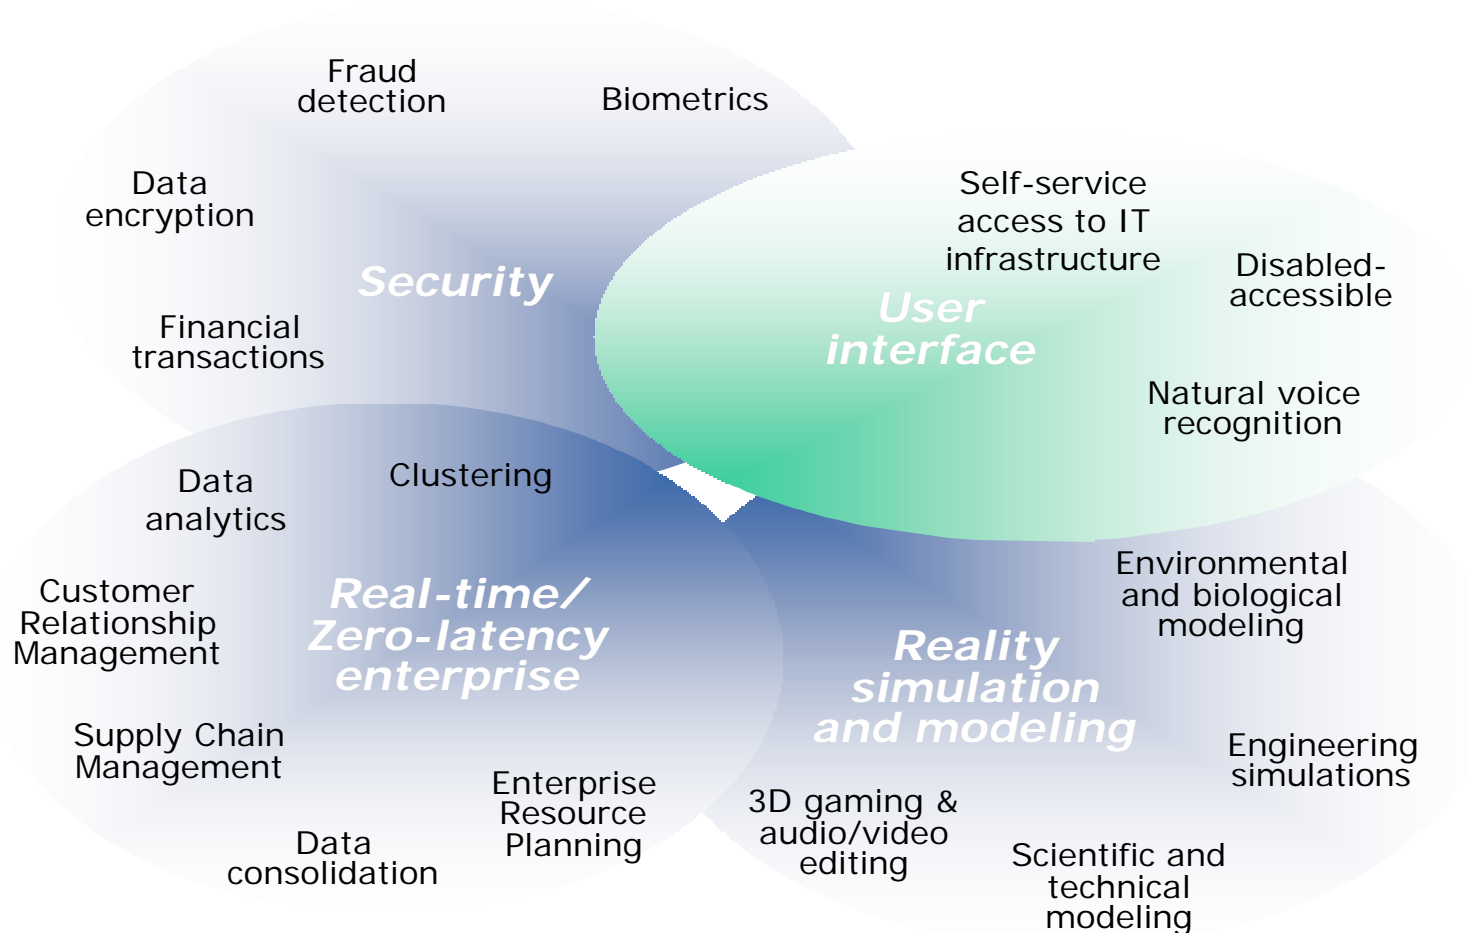 Fraud
detection
Biometrics
Data
encryption
Security
Financial
transactions
Self-service
access to IT
infrastructure
Disabled-
accessible
User
interface
Natural voice
recognition
Data
analytics
Clustering
Customer
Relationship
Management
Real-time/
Zero-latency
enterprise
Supply Chain
Management
Enterprise
Resource
Planning
Data
consolidation
Environmental
and biological
modeling
Reality
simulation
and modeling
Engineering
simulations
3D gaming &
audio/video
editing
Scientific and
technical
modeling